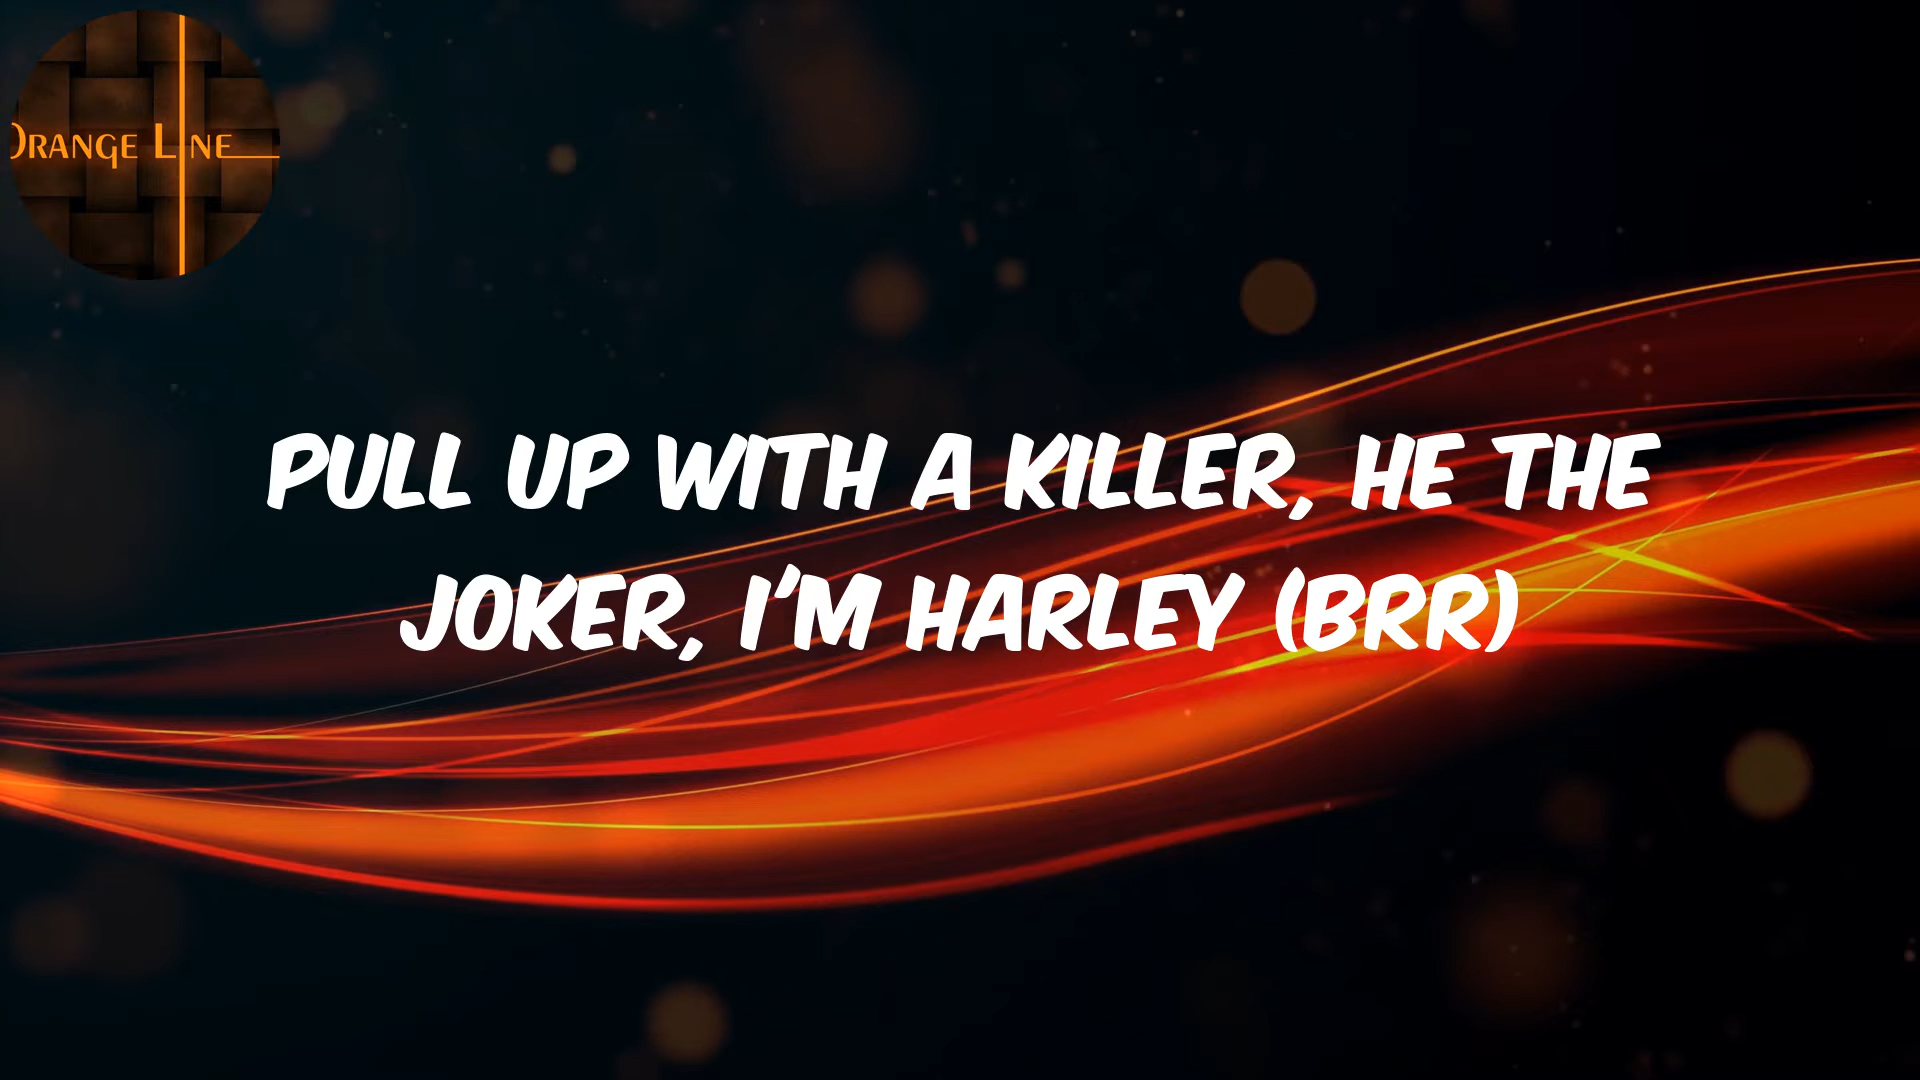 ORANGE LINE
PULL UP WITH A KILLER, HE THE
JOKER, I'M HARLEY (BRR)